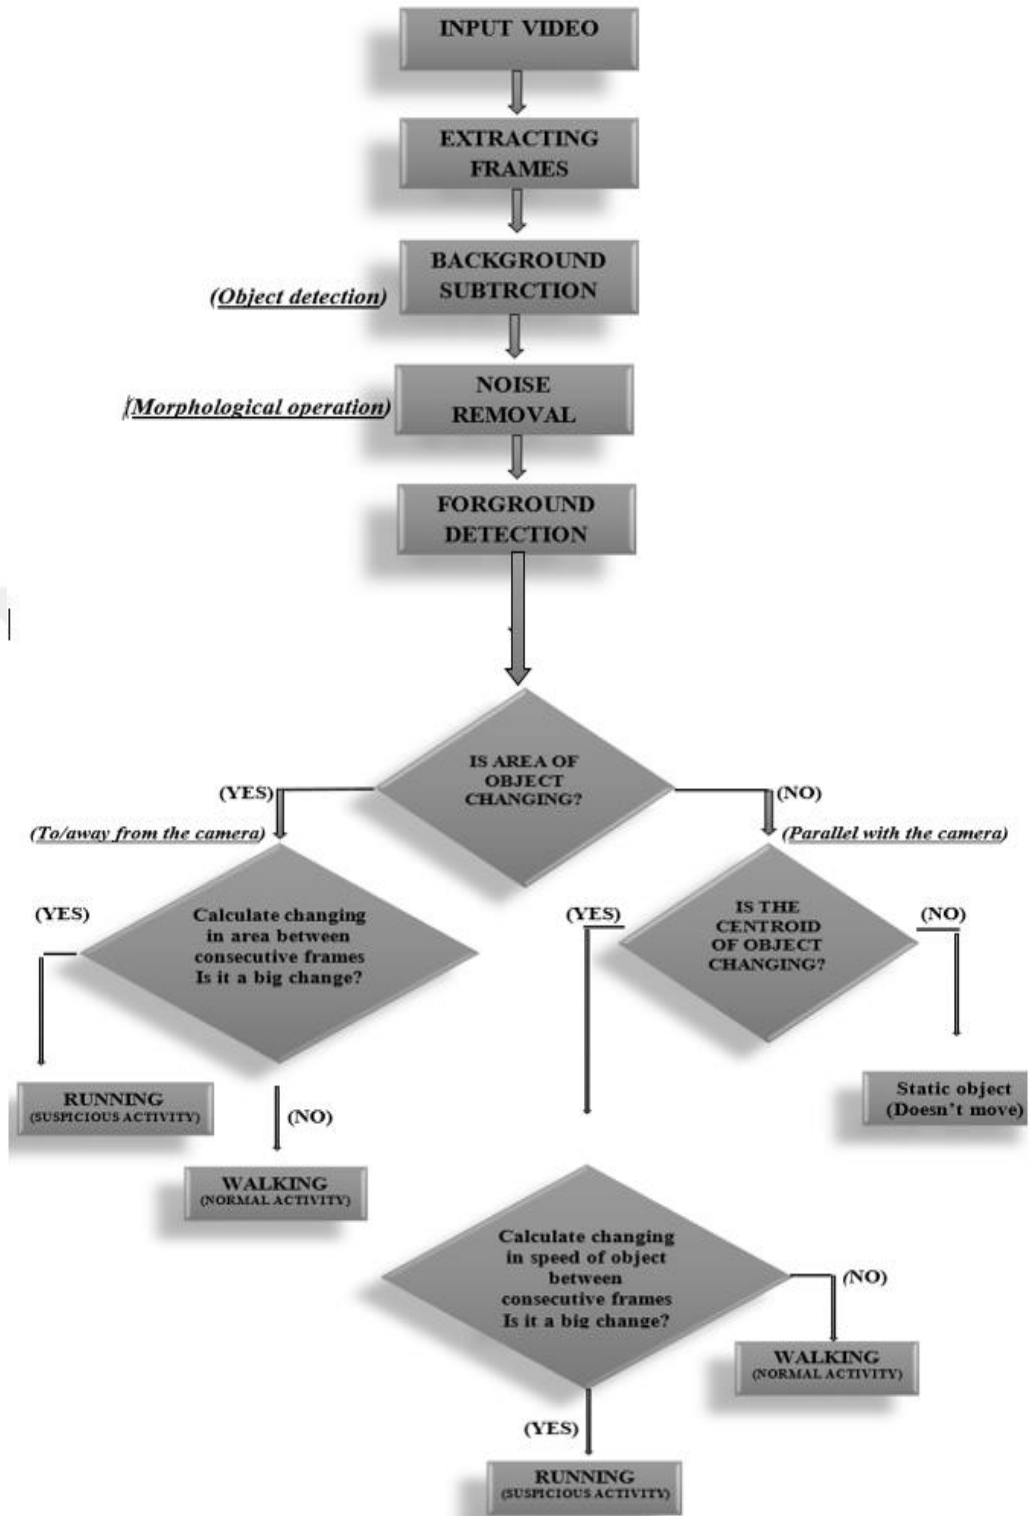 INPUT VIDEO
EXTRACTING
FRAMES
BACKGROUND
SUBTRCTION
(Object detection)
NOISE
REMOVAL
(Morphological operation)
FORGROUND
DETECTION
IS AREA OF
OBJECT
CHANGING?
(YES)
(NO)
(To/away from the camera)
(Parallel with the camera)
(YES)
Calculate changing
in area between
consecutive frames
Is it a big change?
(YES)
IS THE
CENTROID
OF OBJECT
CHANGING?
(NO)
RUNNING
(SUSPICIOUS ACTIVITY)
(NO)
Static object
(Doesn't move)
WALKING
(NORMAL ACTIVITY)
Calculate changing
in speed of object
between
consecutive frames
Is it a big change?
(NO)
WALKING
(NORMAL ACTIVITY)
(YES)
RUNNING
(SUSPICIOUS ACTIVITY)